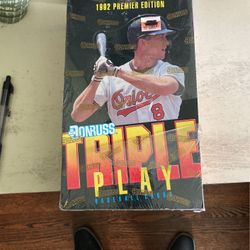 1992 PREMIER EDITION
Orioles
8
DONRUSS
TRIPLE
PLAY
BASEBALL CARDS